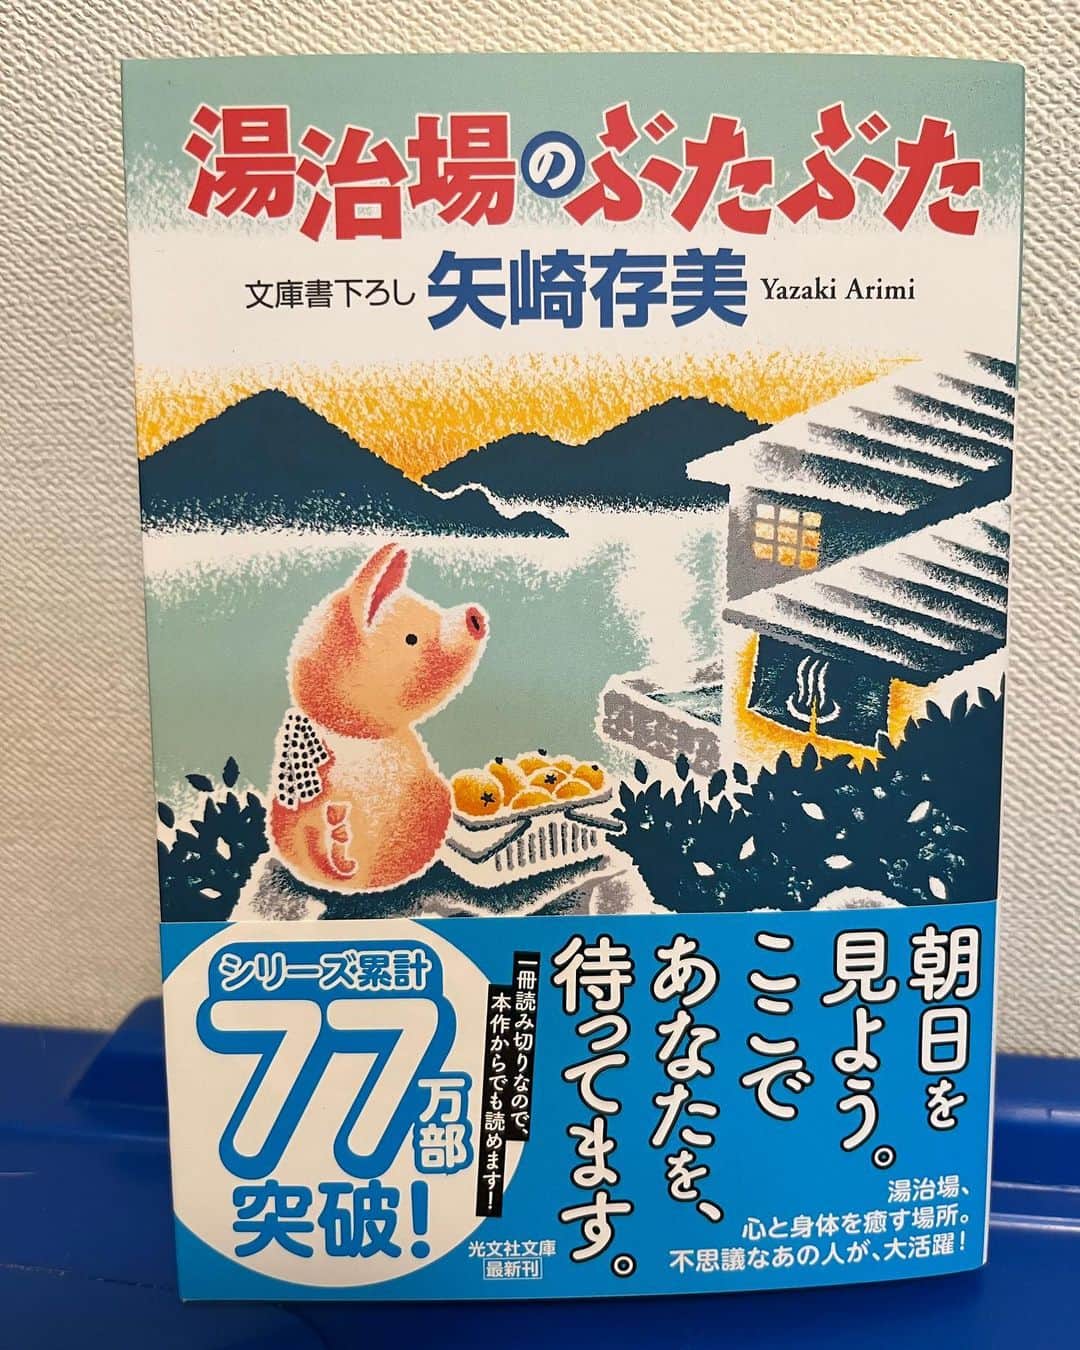 湯治場のぶたぶた
文庫書下ろし 矢崎存美 Yazaki Arimi
朝日を
見よう。
ここで
あなたを、
待ってます。
一冊読み切りなので、
本作からでも読めます！
シリーズ累計
77万部
突破！
湯治場、
心と身体を癒す場所。
不思議なあの人が、大活躍！
光文社文庫
最新刊